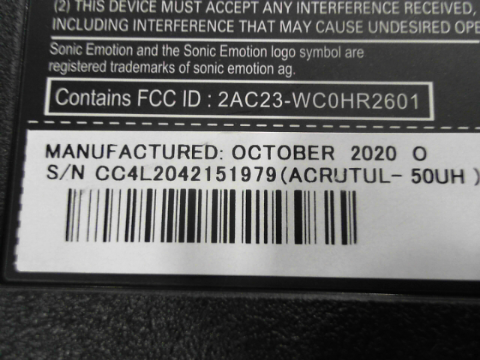 (2) THIS DEVICE MUST ACCEPT ANY INTERFERENCE RECEIVED,
INTERFERENCE THAT MAY CAUSE UNDESIRED OPE
Sonic Emotion and the Sonic Emotion logo symbol are
registered trademarks of sonic emotion ag.
Contains FCC ID : 2AC23-WC0HR2601
MANUFACTURED: OCTOBER 2020 O
S/N CC4L2042151979(ACRUTUL- 50UH )